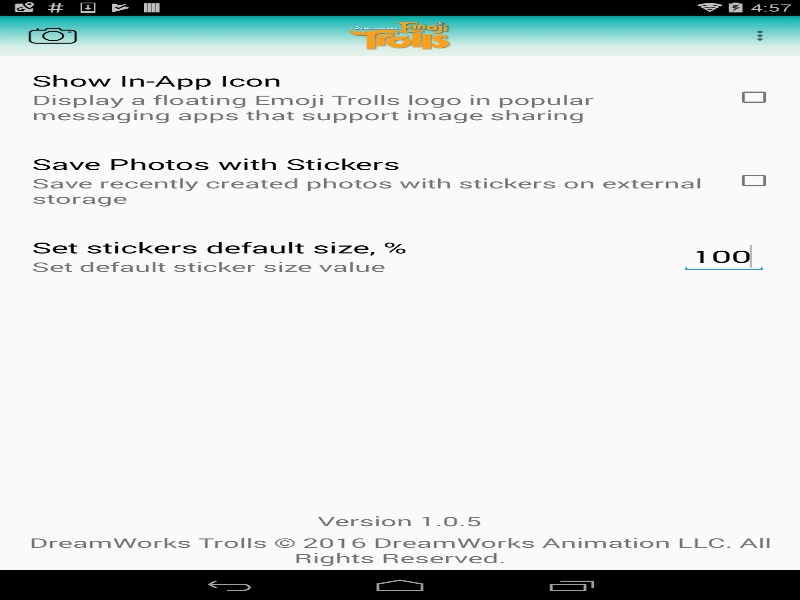 4:57
DreamWorks
Emoji
Trolls
Show In-App Icon
Display a floating Emoji Trolls logo in popular
messaging apps that support image sharing
Save Photos with Stickers
Save recently created photos with stickers on external
storage
Set stickers default size, %
Set default sticker size value
100
Version 1.0.5
DreamWorks Trolls © 2016 DreamWorks Animation LLC. All
Rights Reserved.